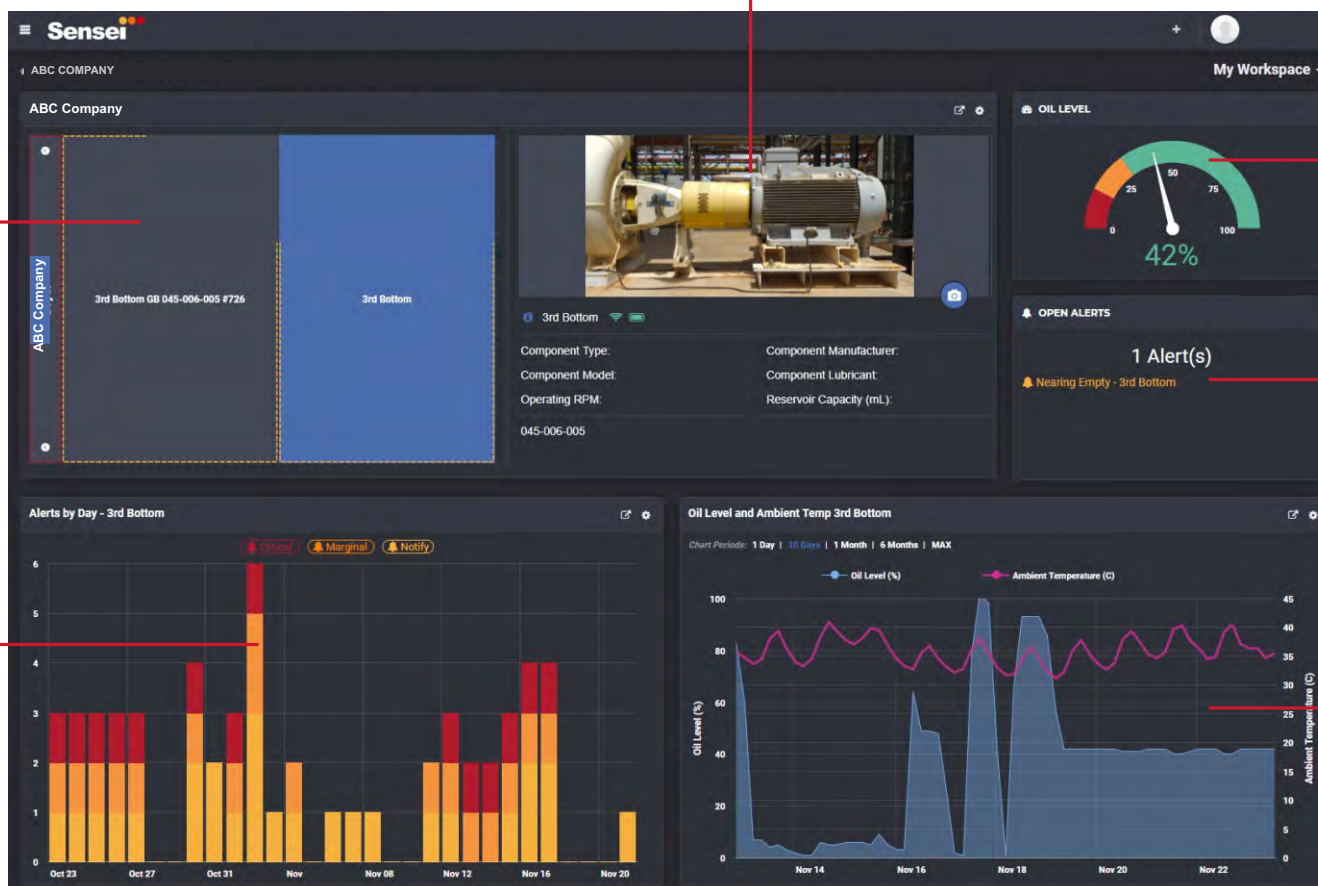 Sensei
ABC COMPANY
My Workspace
ABC Company
OIL LEVEL
0
25
50
75
100
42%
ABC Company
3rd Bottom GB 045-006-005 #726
3rd Bottom
3rd Bottom
Component Type:
Component Manufacturer:
Component Model:
Component Lubricant:
Operating RPM:
Reservoir Capacity (mL):
045-006-005
OPEN ALERTS
1 Alert(s)
Nearing Empty - 3rd Bottom
Alerts by Day - 3rd Bottom
Critical Marginal Notify
6
5
4
3
2
1
0
Oct 23 Oct 27 Oct 31 Nov Nov 08 Nov 12 Nov 16 Nov 20
Oil Level and Ambient Temp 3rd Bottom
Chart Periods: 1 Day | 10 Days | 1 Month | 6 Months | MAX
Oil Level (%) Ambient Temperature (C)
100
80
60
40
20
0
Oil Level (%)
45
40
35
30
25
20
15
10
5
0
Ambient Temperature (C)
Nov 14 Nov 16 Nov 18 Nov 20 Nov 22